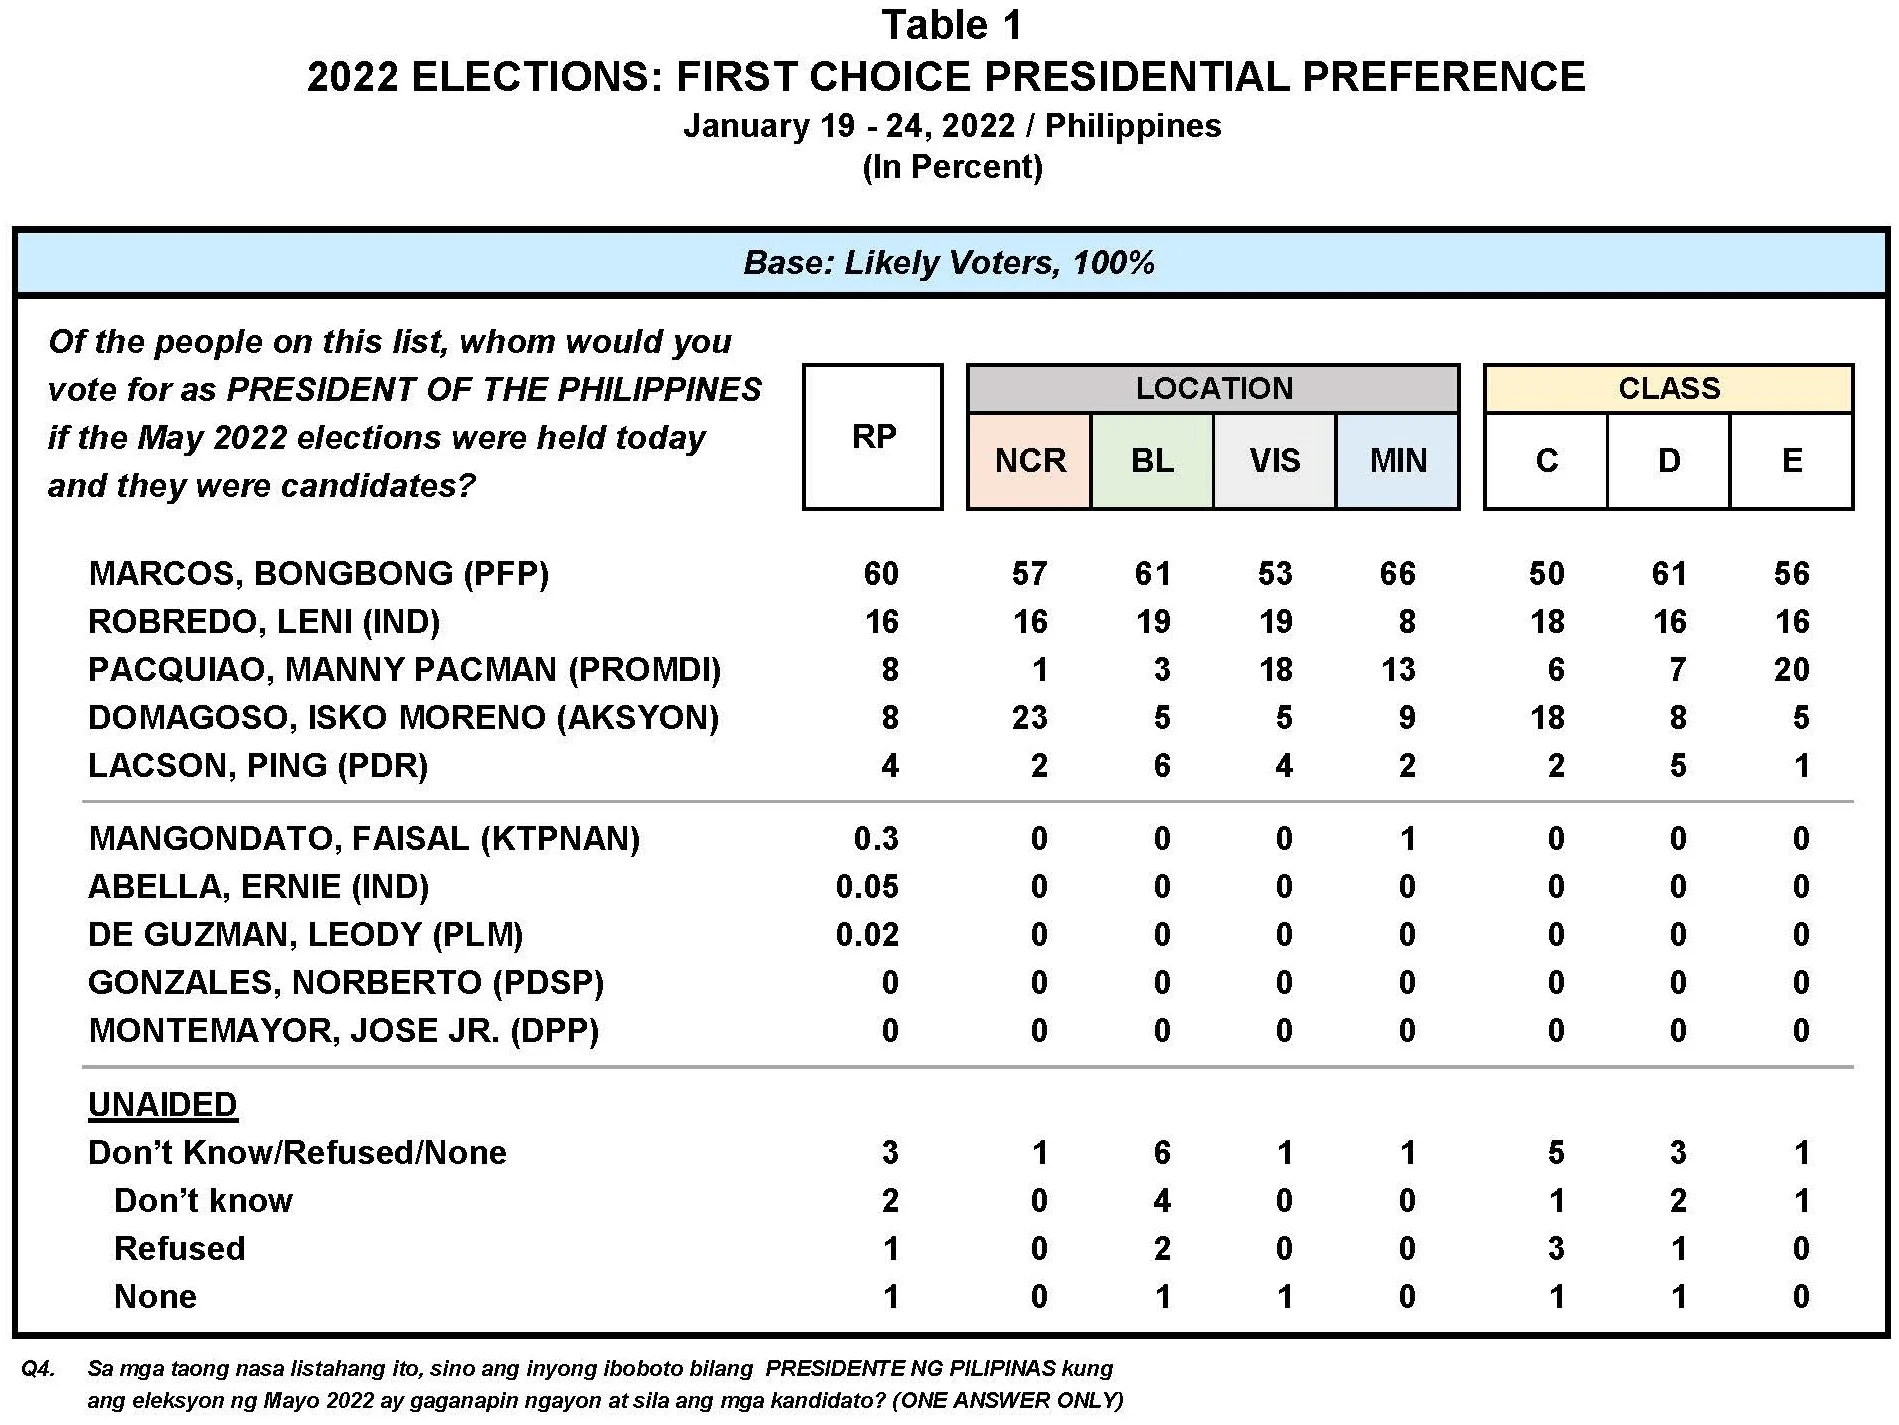 Table 1
2022 ELECTIONS: FIRST CHOICE PRESIDENTIAL PREFERENCE
January 19 - 24, 2022 / Philippines
(In Percent)
Base: Likely Voters, 100%
Of the people on this list, whom would you
vote for as PRESIDENT OF THE PHILIPPINES
if the May 2022 elections were held today
and they were candidates?
RP
LOCATION
CLASS
NCR BL VIS MIN
C D E
MARCOS, BONGBONG (PFP) 60 57 61 53 66 50 61 56
ROBREDO, LENI (IND) 16 16 19 19 8 18 16 16
PACQUIAO, MANNY PACMAN (PROMDI) 8 1 3 18 13 6 7 20
DOMAGOSO, ISKO MORENO (AKSYON) 8 23 5 5 9 18 8 5
LACSON, PING (PDR) 4 2 6 4 2 2 5 1
MANGONDATO, FAISAL (KTPNAN) 0.3 0 0 0 1 0 0 0
ABELLA, ERNIE (IND) 0.05 0 0 0 0 0 0 0
DE GUZMAN, LEODY (PLM) 0.02 0 0 0 0 0 0 0
GONZALES, NORBERTO (PDSP) 0 0 0 0 0 0 0 0
MONTEMAYOR, JOSE JR. (DPP) 0 0 0 0 0 0 0 0
UNAIDED
Don’t Know/Refused/None 3 1 6 1 1 5 3 1
Don’t know 2 0 4 0 0 1 2 1
Refused 1 0 2 0 0 3 1 0
None 1 0 1 1 0 1 1 0
Q4. Sa mga taong nasa listahang ito, sino ang inyong iboboto bilang PRESIDENTE NG PILIPINAS kung
ang eleksyon ng Mayo 2022 ay gaganapin ngayon at sila ang mga kandidato? (ONE ANSWER ONLY)